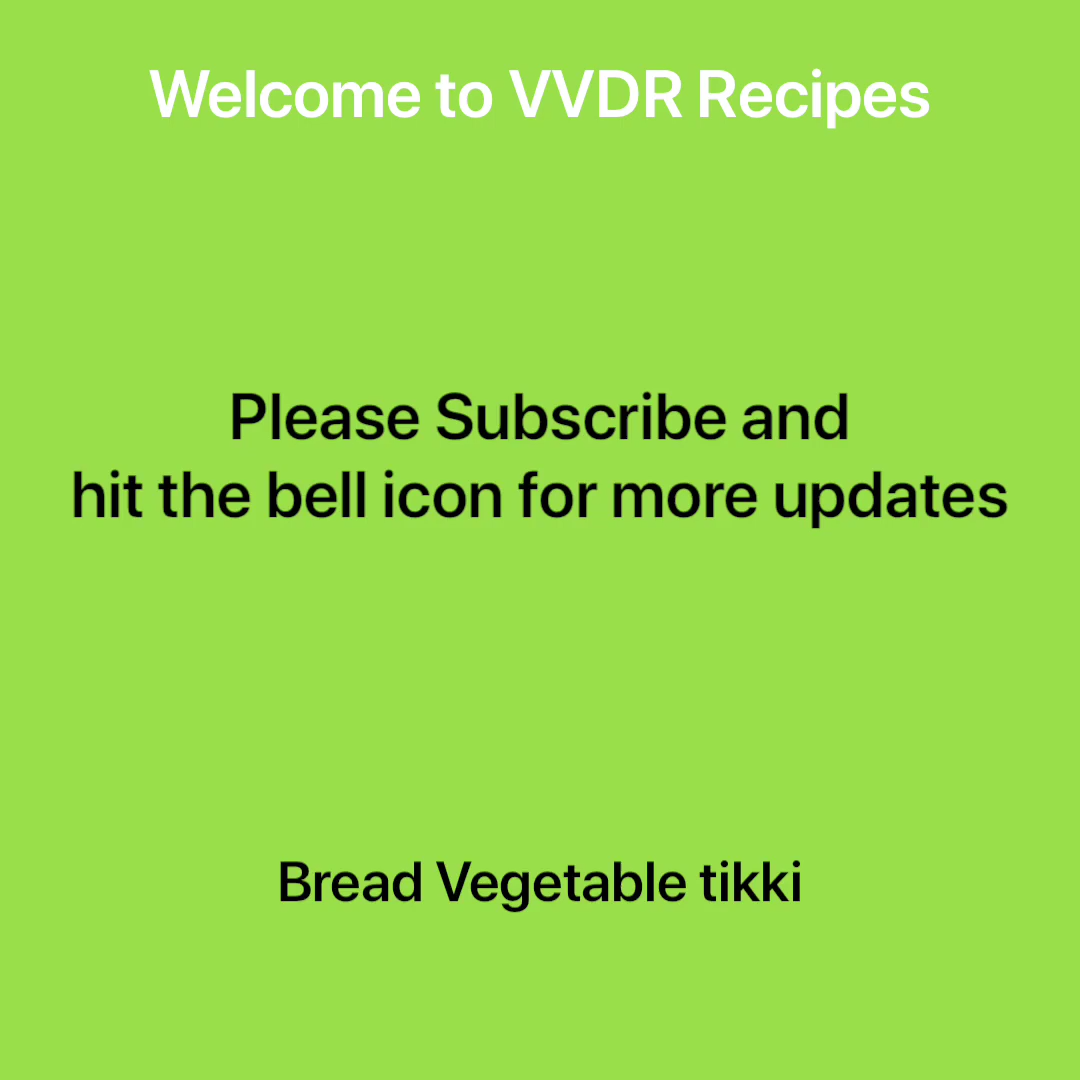 Welcome to VVDR Recipes
Please Subscribe and
hit the bell icon for more updates
Bread Vegetable tikki